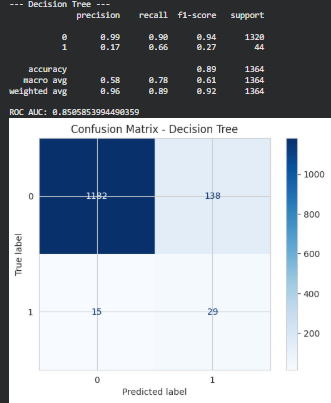 --- Decision Tree ---
precision recall f1-score support
0 0.99 0.90 0.94 1320
1 0.17 0.66 0.27 44
accuracy 0.89 1364
macro avg 0.58 0.78 0.61 1364
weighted avg 0.96 0.89 0.92 1364
ROC AUC: 0.8505853994490359
Confusion Matrix - Decision Tree
0 1182 138
1 15 29
0 1
True label
Predicted label
1000
800
600
400
200